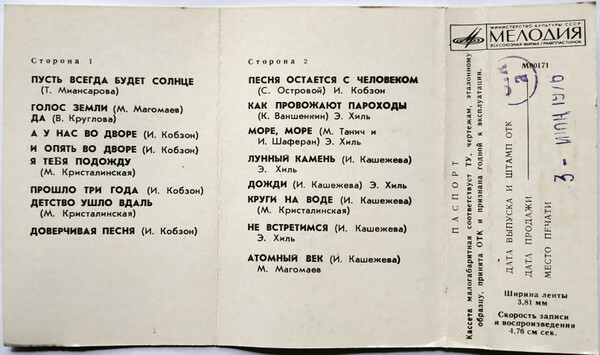 Сторона 1
ПУСТЬ ВСЕГДА БУДЕТ СОЛНЦЕ
(Т. Миансарова)
ГОЛОС ЗЕМЛИ (М. Магомаев)
ДА (В. Круглова)
А У НАС ВО ДВОРЕ (И. Кобзон)
И ОПЯТЬ ВО ДВОРЕ (И. Кобзон)
Я ТЕБЯ ПОДОЖДУ
(М. Кристалинская)
ПРОШЛО ТРИ ГОДА (И. Кобзон)
ДЕТСТВО УШЛО ВДАЛЬ
(М. Кристалинская)
ДОВЕРЧИВАЯ ПЕСНЯ (И. Кобзон)
Сторона 2
ПЕСНЯ ОСТАЕТСЯ С ЧЕЛОВЕКОМ
(С. Островой) И. Кобзон
КАК ПРОВОЖАЮТ ПАРОХОДЫ
(К. Ваншенкин) Э. Хиль
МОРЕ, МОРЕ (М. Танич и
И. Шаферан) Э. Хиль
ЛУННЫЙ КАМЕНЬ (И. Кашежева)
Э. Хиль
ДОЖДИ (И. Кашежева) Э. Хиль
КРУГИ НА ВОДЕ (И. Кашежева)
(М. Кристалинская)
НЕ ВСТРЕТИМСЯ (И. Кашежева)
Э. Хиль
АТОМНЫЙ ВЕК (И. Кашежева)
М. Магомаев
МИНИСТЕРСТВО КУЛЬТУРЫ СССР
МЕЛОДИЯ
ВСЕСОЮЗНАЯ ФИРМА ГРАМПЛАСТИНОК
М00171
ПАСПОРТ
Кассета малогабаритная соответствует ТУ, чертежам, эталонному
образцу, принята ОТК и признана годной к эксплуатации.
ДАТА ВЫПУСКА И ШТАМП ОТК
ДАТА ПРОДАЖИ
МЕСТО ПЕЧАТИ
3 - ИЮН 1976
Ширина ленты
3,81 мм
Скорость записи
и воспроизведения
4,76 см сек.